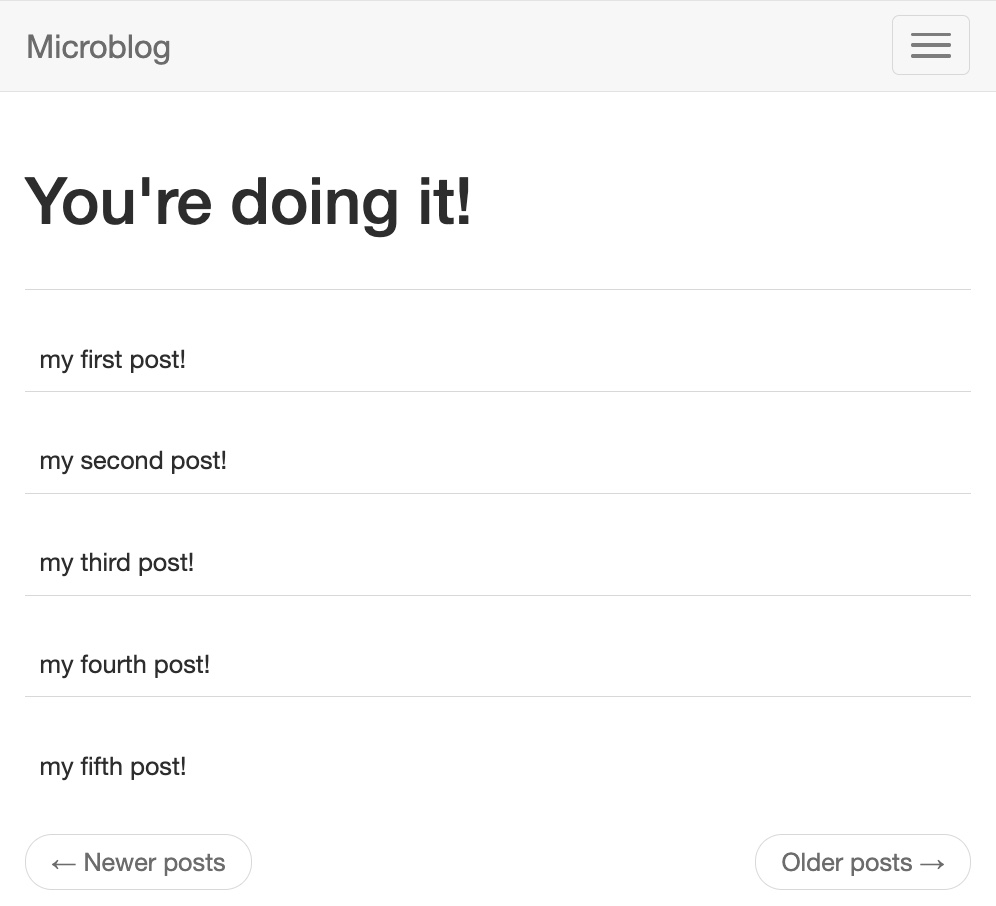 Microblog
You're doing it!
my first post!
my second post!
my third post!
my fourth post!
my fifth post!
← Newer posts
Older posts →